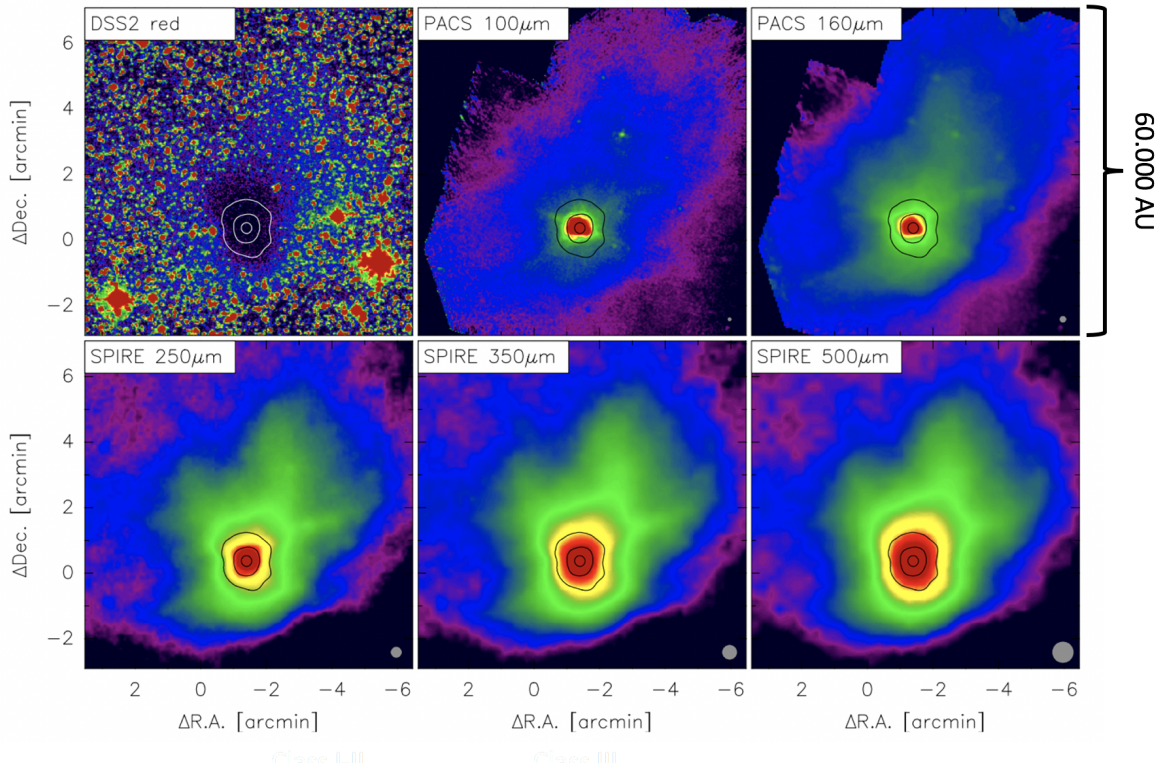 DSS2 red
PACS 100μm
PACS 160μm
6
4
2
0
−2
ΔDec. [arcmin]
60.000 AU
SPIRE 250μm
SPIRE 350μm
SPIRE 500μm
6
4
2
0
−2
ΔDec. [arcmin]
2 0 −2 −4 −6
2 0 −2 −4 −6
2 0 −2 −4 −6
ΔR.A. [arcmin]
ΔR.A. [arcmin]
ΔR.A. [arcmin]